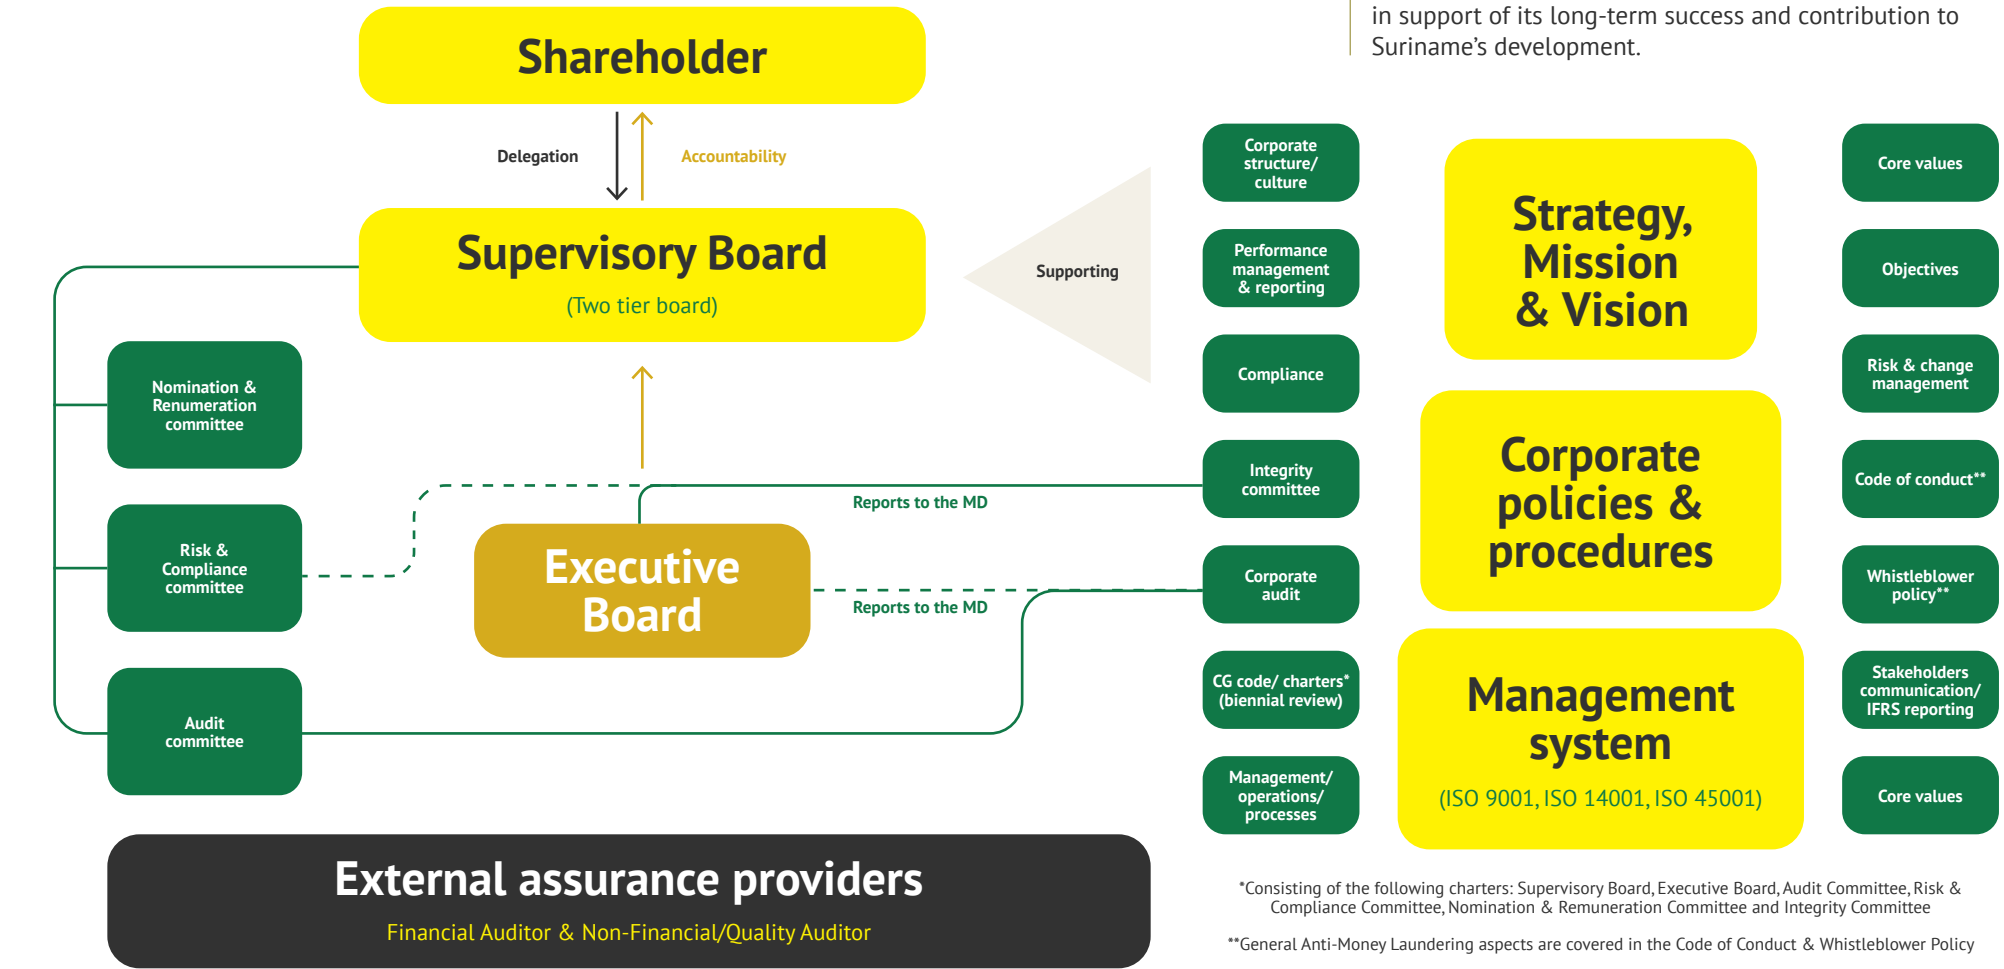 in support of its long-term success and contribution to
Suriname’s development.
Shareholder
Delegation
Accountability
Supervisory Board
(Two tier board)
Supporting
Nomination &
Renumeration
committee
Risk &
Compliance
committee
Audit
committee
Reports to the MD
Executive
Board
Reports to the MD
External assurance providers
Financial Auditor & Non-Financial/Quality Auditor
Corporate
structure/
culture
Performance
management
& reporting
Compliance
Integrity
committee
Corporate
audit
CG code/ charters*
(biennial review)
Management/
operations/
processes
Strategy,
Mission
& Vision
Corporate
policies &
procedures
Management
system
(ISO 9001, ISO 14001, ISO 45001)
Core values
Objectives
Risk & change
management
Code of conduct**
Whistleblower
policy**
Stakeholders
communication/
IFRS reporting
Core values
*Consisting of the following charters: Supervisory Board, Executive Board, Audit Committee, Risk &
Compliance Committee, Nomination & Remuneration Committee and Integrity Committee
**General Anti-Money Laundering aspects are covered in the Code of Conduct & Whistleblower Policy